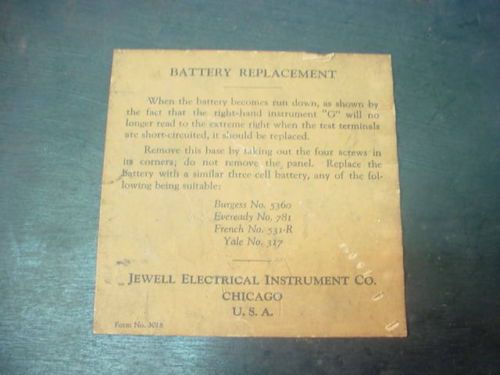 BATTERY REPLACEMENT
When the battery becomes run down, as shown by
the fact that the right-hand instrument "G" will no
longer read to the extreme right when the test terminals
are short-circuited, it should be replaced.
Remove this base by taking out the four screws in
its corners; do not remove the panel. Replace the
battery with a similar three cell battery, any of the fol-
lowing being suitable:
Burgess No. 5360
Eveready No. 781
French No. 531-R
Yale No. 317
JEWELL ELECTRICAL INSTRUMENT CO.
CHICAGO
U. S. A.
Form No. 3018